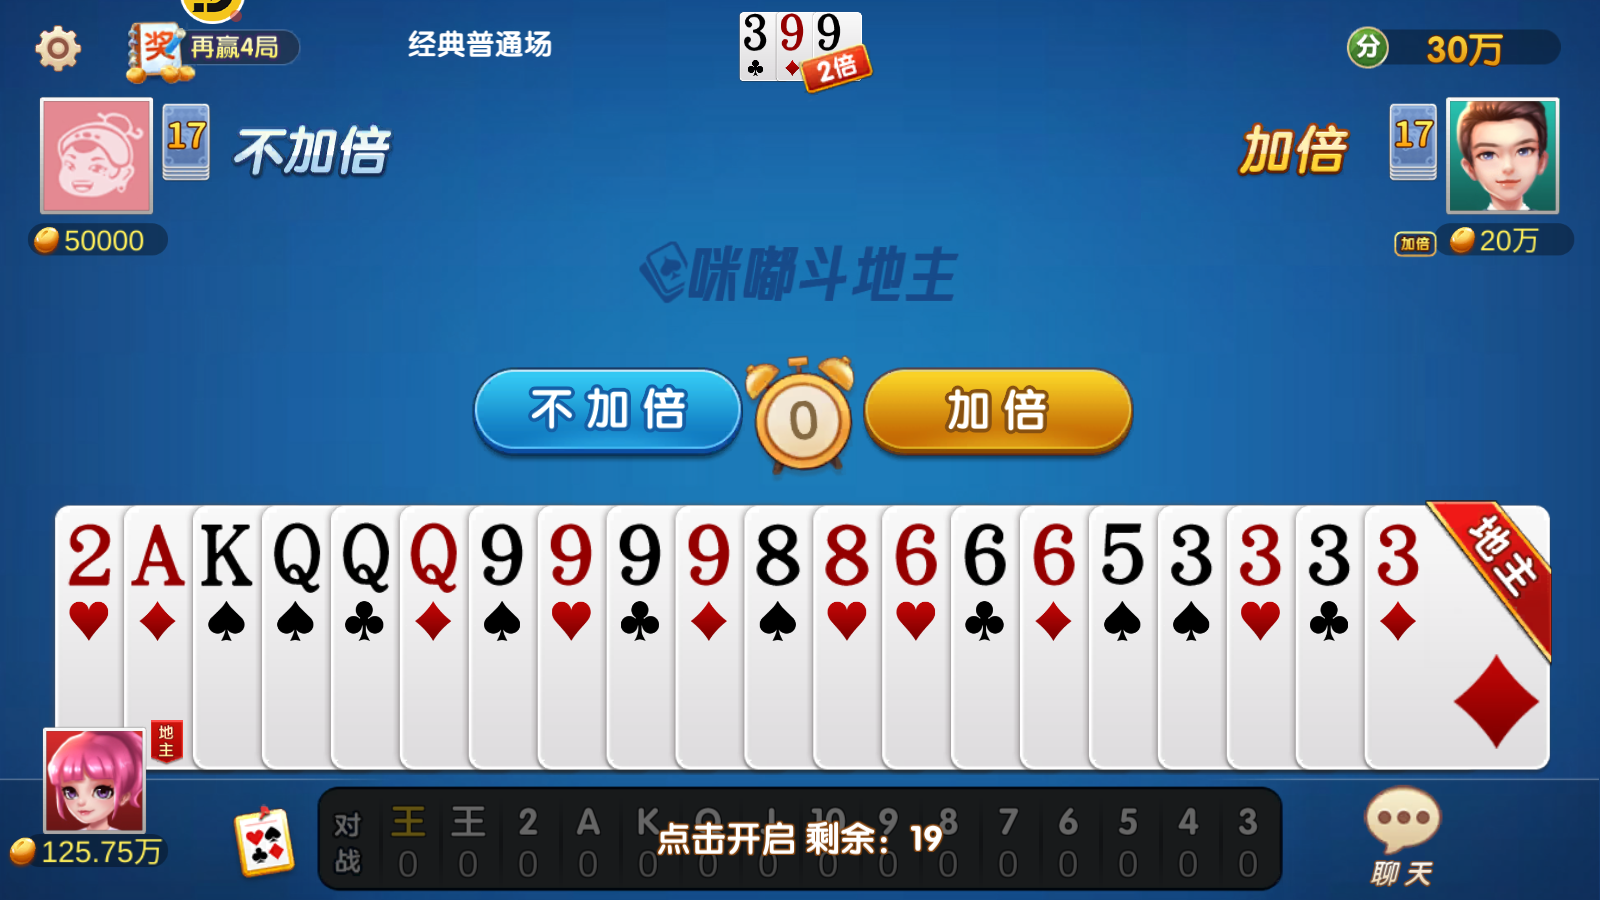 奖 再赢4局
经典普通场
3 9 9
2倍
分 30万
17
不加倍
加倍
17
50000
加倍 20万
咪嘟斗地主
不加倍
0
加倍
2 A K Q Q Q 9 9 9 9 8 8 6 6 6 5 3 3 3 3
地主
地主
125.75万
对战
王 王 2 A K Q J 10 9 8 7 6 5 4 3
0 0 0 0 0 0 0 0 0 0 0 0 0 0 0
点击开启 剩余：19
聊天